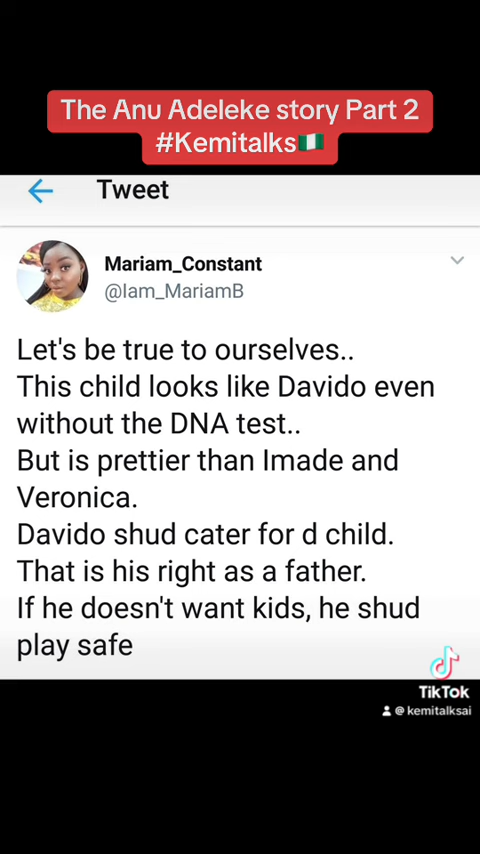 The Anu Adeleke story Part 2
#Kemitalks🇳🇬
Tweet
Mariam_Constant
@Iam_MariamB
Let's be true to ourselves..
This child looks like Davido even
without the DNA test..
But is prettier than Imade and
Veronica.
Davido shud cater for d child.
That is his right as a father.
If he doesn't want kids, he shud
play safe
TikTok
@kemitalksai